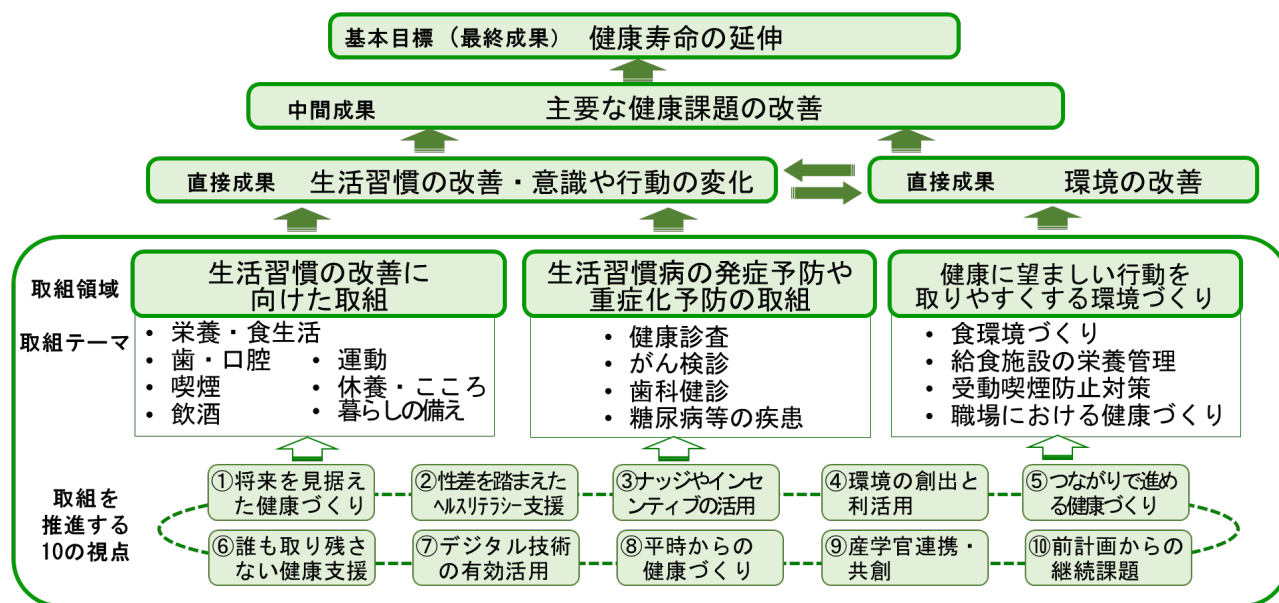 基本目標（最終成果） 健康寿命の延伸
中間成果 主要な健康課題の改善
直接成果 生活習慣の改善・意識や行動の変化
直接成果 環境の改善
取組領域
生活習慣の改善に
向けた取組
生活習慣病の発症予防や
重症化予防の取組
健康に望ましい行動を
取りやすくする環境づくり
取組テーマ
・ 栄養・食生活
・ 歯・口腔
・ 喫煙
・ 飲酒
・ 運動
・ 休養・こころ
・ 暮らしの備え
・ 健康診査
・ がん検診
・ 歯科健診
・ 糖尿病等の疾患
・ 食環境づくり
・ 給食施設の栄養管理
・ 受動喫煙防止対策
・ 職場における健康づくり
取組を
推進する
10の視点
①将来を見据え
た健康づくり
②性差を踏まえた
ヘルスリテラシー支援
③ナッジやインセ
ンティブの活用
④環境の創出と
利活用
⑤つながりで進め
る健康づくり
⑥誰も取り残さ
ない健康支援
⑦デジタル技術
の有効活用
⑧平時からの
健康づくり
⑨産学官連携・
共創
⑩前計画からの
継続課題